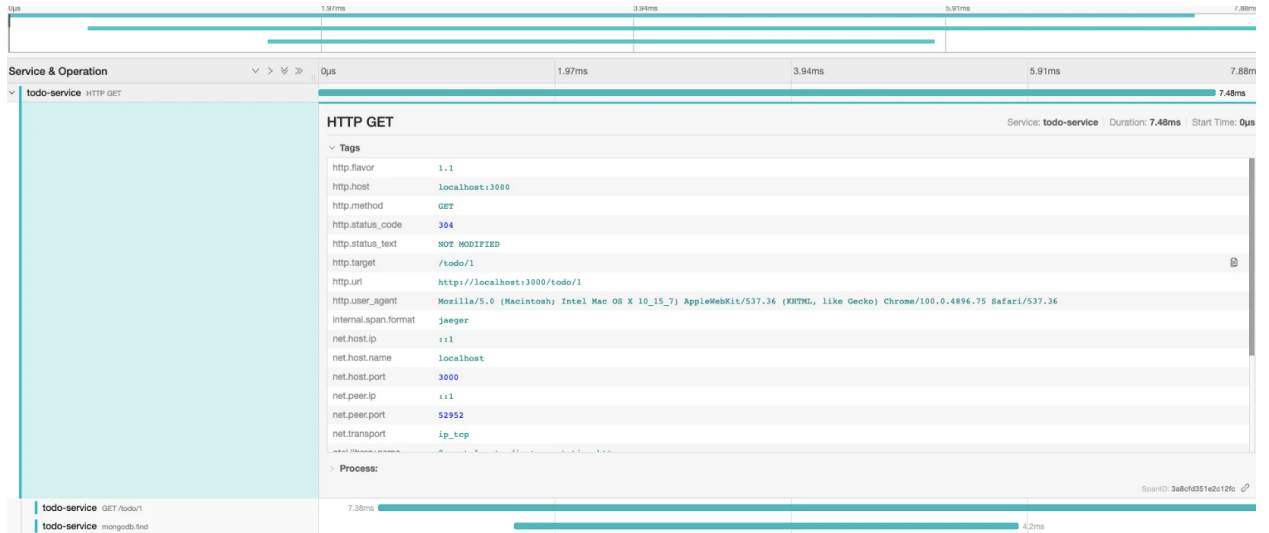 0µs 1.97ms 3.94ms 5.91ms 7.88ms
Service & Operation 0µs 1.97ms 3.94ms 5.91ms 7.88m
todo-service HTTP GET 7.48ms
HTTP GET Service: todo-service Duration: 7.48ms Start Time: 0µs
Tags
http.flavor 1.1
http.host localhost:3000
http.method GET
http.status_code 304
http.status_text NOT MODIFIED
http.target /todo/1
http.url http://localhost:3000/todo/1
http.user_agent Mozilla/5.0 (Macintosh; Intel Mac OS X 10_15_7) AppleWebKit/537.36 (KHTML, like Gecko) Chrome/100.0.4896.75 Safari/537.36
internal.span.format jaeger
net.host.ip ::1
net.host.name localhost
net.host.port 3000
net.peer.ip ::1
net.peer.port 52952
net.transport ip_tcp
Process:
SpanID: 3a8cfd351e2c12fc
todo-service GET /todo/1 7.38ms
todo-service mongodb.find 4.2ms